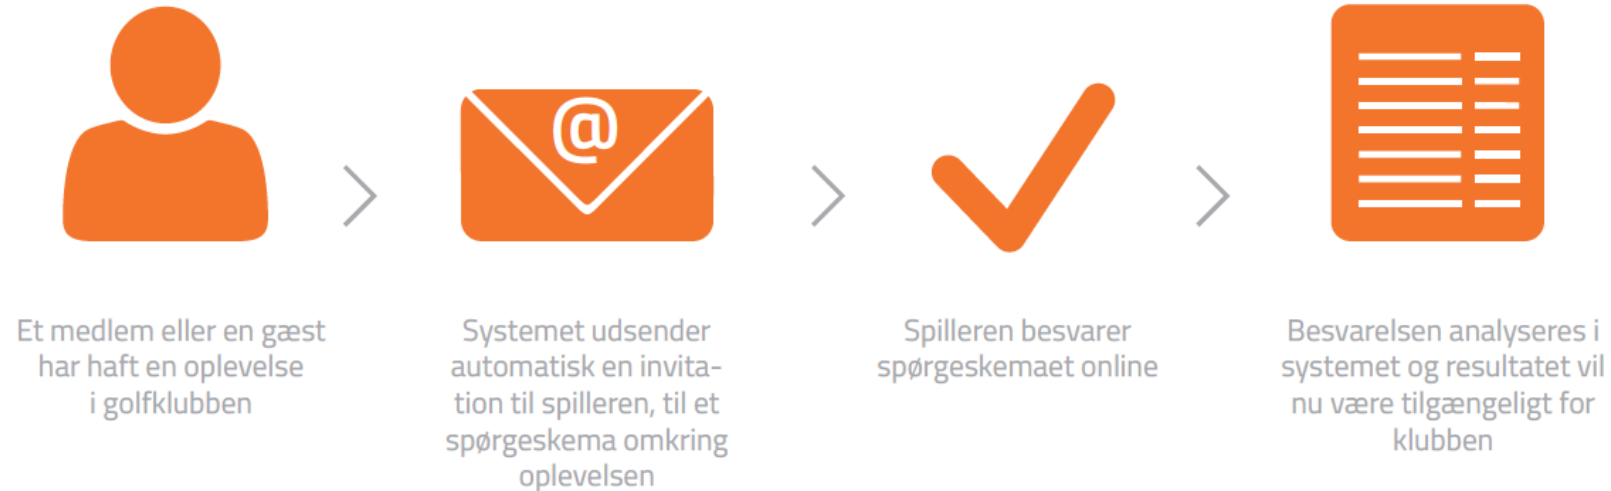 @
Et medlem eller en gæst
har haft en oplevelse
i golfklubben
Systemet udsender
automatisk en invita-
tion til spilleren, til et
spørgeskema omkring
oplevelsen
Spilleren besvarer
spørgeskemaet online
Besvarelsen analyseres i
systemet og resultatet vil
nu være tilgængeligt for
klubben